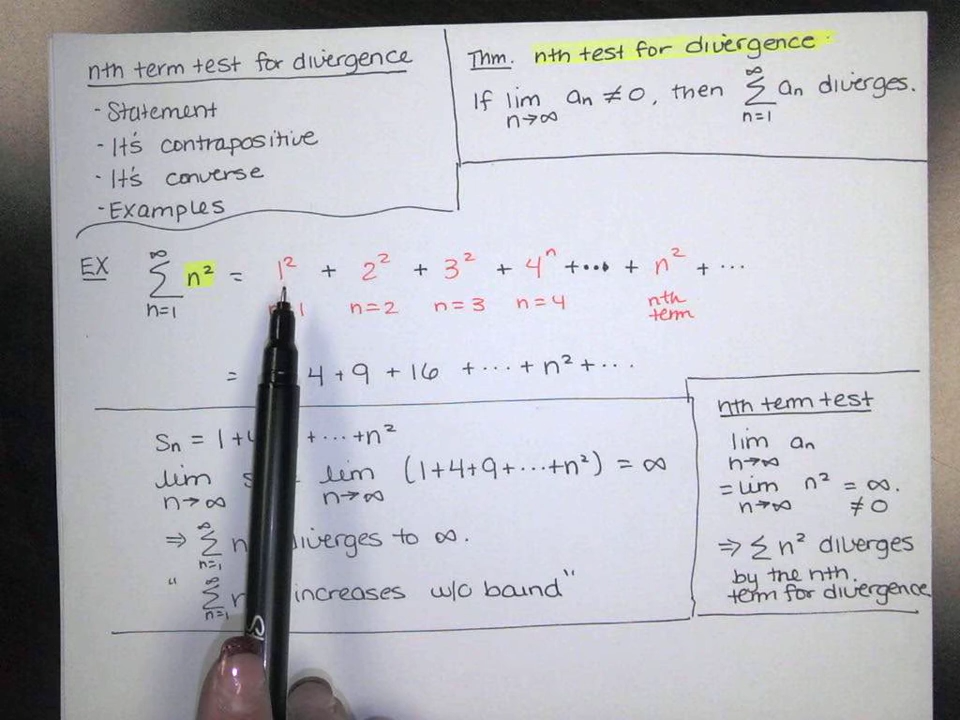 nth term test for divergence
- Statement
- It's contrapositive
- It's converse
- Examples
Thm. nth test for divergence
If lim an ≠ 0, then ∞ Σ an diverges.
n→∞ n=1
EX ∞ Σ n² = 1² + 2² + 3² + 4ⁿ + ··· + n² + ···
n=1 1 n=2 n=3 n=4 nth
term
= 4 + 9 + 16 + ··· + n² + ···
Sn = 1 + ··· + n²
lim lim (1+4+9+···+n²) = ∞
n→∞ n→∞
⇒ ∞ Σ n diverges to ∞.
n=1
" ∞ Σ increases w/o bound"
n=1
nth term test
lim an
n→∞
= lim n² = ∞.
n→∞ ≠ 0
⇒ Σ n² diverges
by the nth.
term for divergence